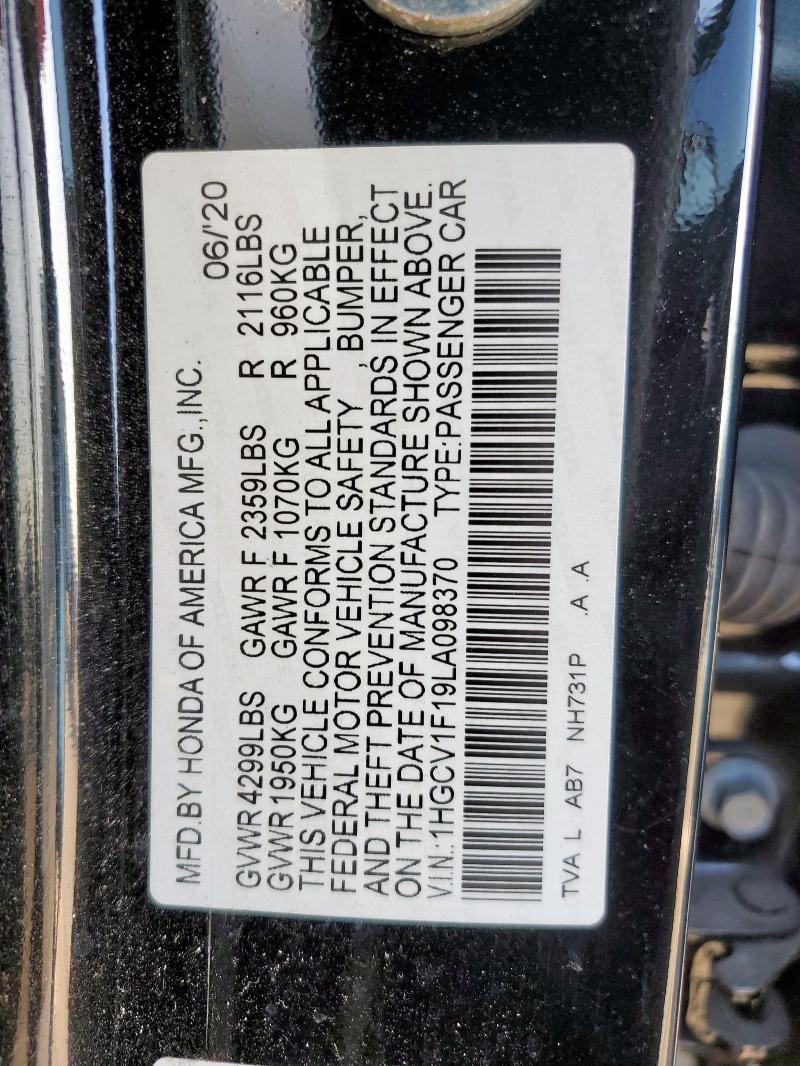 MFD.BY HONDA OF AMERICA MFG.,INC. 06/'20
GVWR 4299LBS GAWR F 2359LBS R 2116LBS
GVWR 1950KG GAWR F 1070KG R 960KG
THIS VEHICLE CONFORMS TO ALL APPLICABLE
FEDERAL MOTOR VEHICLE SAFETY , BUMPER,
AND THEFT PREVENTION STANDARDS IN EFFECT
ON THE DATE OF MANUFACTURE SHOWN ABOVE.
V.I.N.:1HGCV1F19LA098370 TYPE:PASSENGER CAR
TVA L AB7 NH731P .A .A